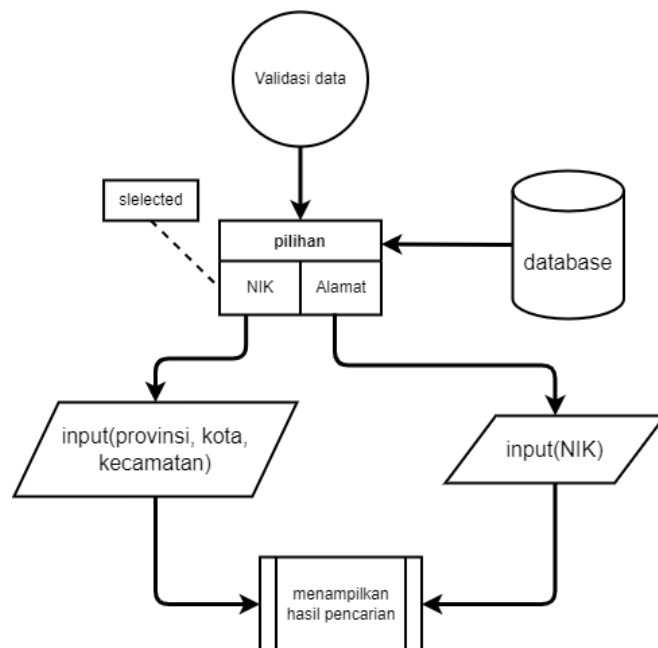 Validasi data
slelected
pilihan
NIK
Alamat
database
input(provinsi, kota,
kecamatan)
input(NIK)
menampilkan
hasil pencarian